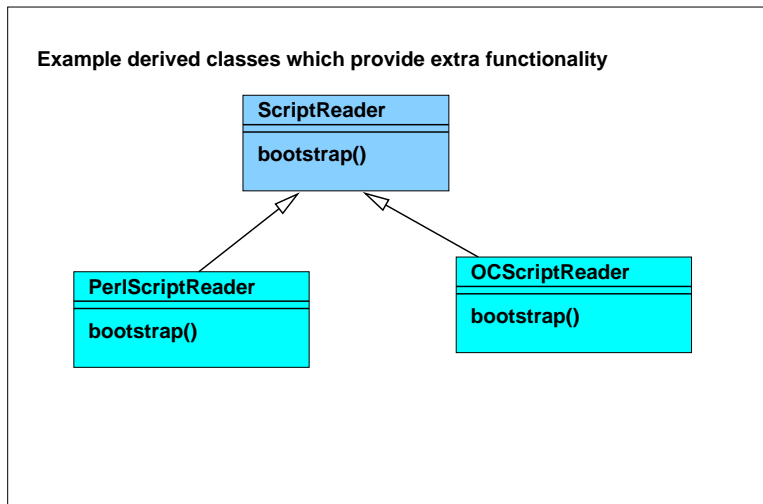 Example derived classes which provide extra functionality
ScriptReader
bootstrap()
PerlScriptReader
bootstrap()
OCScriptReader
bootstrap()